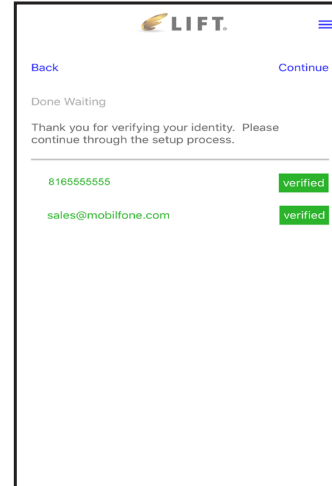 LIFT.
Back Continue
Done Waiting
Thank you for verifying your identity. Please
continue through the setup process.
8165555555 verified
sales@mobilfone.com verified